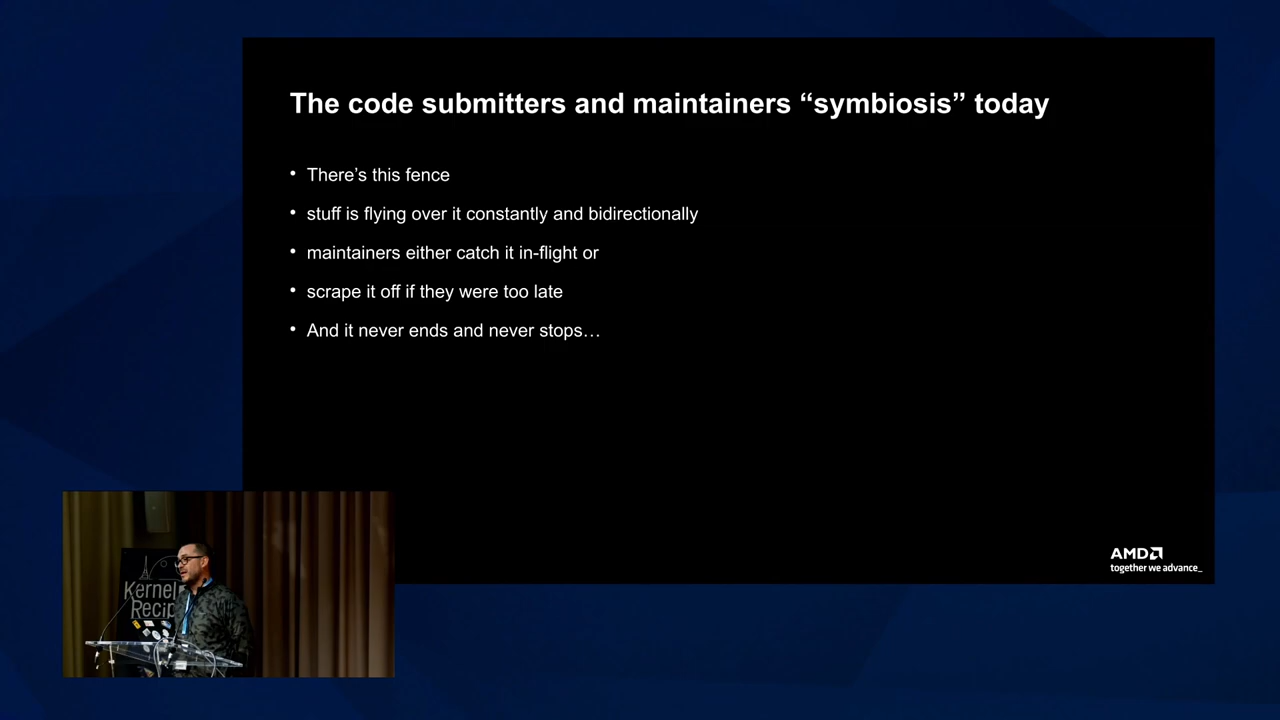 The code submitters and maintainers “symbiosis” today
• There’s this fence
• stuff is flying over it constantly and bidirectionally
• maintainers either catch it in-flight or
• scrape it off if they were too late
• And it never ends and never stops…
AMD
together we advance_
Kernel
Recip